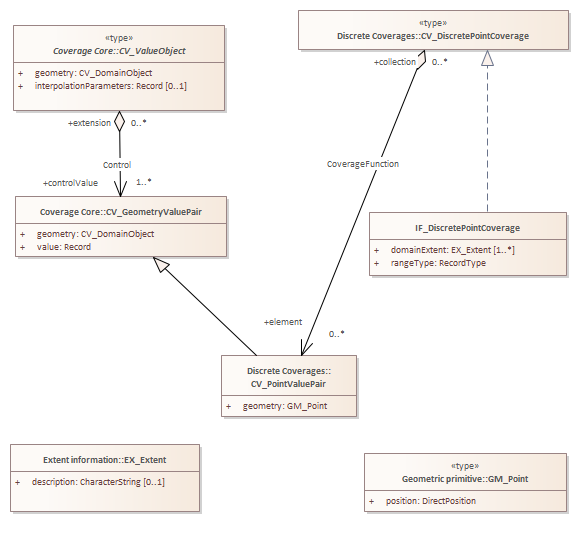 «type»
Coverage Core::CV_ValueObject
+ geometry: CV_DomainObject
+ interpolationParameters: Record [0..1]
«type»
Discrete Coverages::CV_DiscretePointCoverage
+collection 0..*
+extension 0..*
CoverageFunction
Control
+controlValue 1..*
Coverage Core::CV_GeometryValuePair
+ geometry: CV_DomainObject
+ value: Record
IF_DiscretePointCoverage
+ domainExtent: EX_Extent [1..*]
+ rangeType: RecordType
+element
0..*
Discrete Coverages::
CV_PointValuePair
+ geometry: GM_Point
Extent information::EX_Extent
+ description: CharacterString [0..1]
«type»
Geometric primitive::GM_Point
+ position: DirectPosition